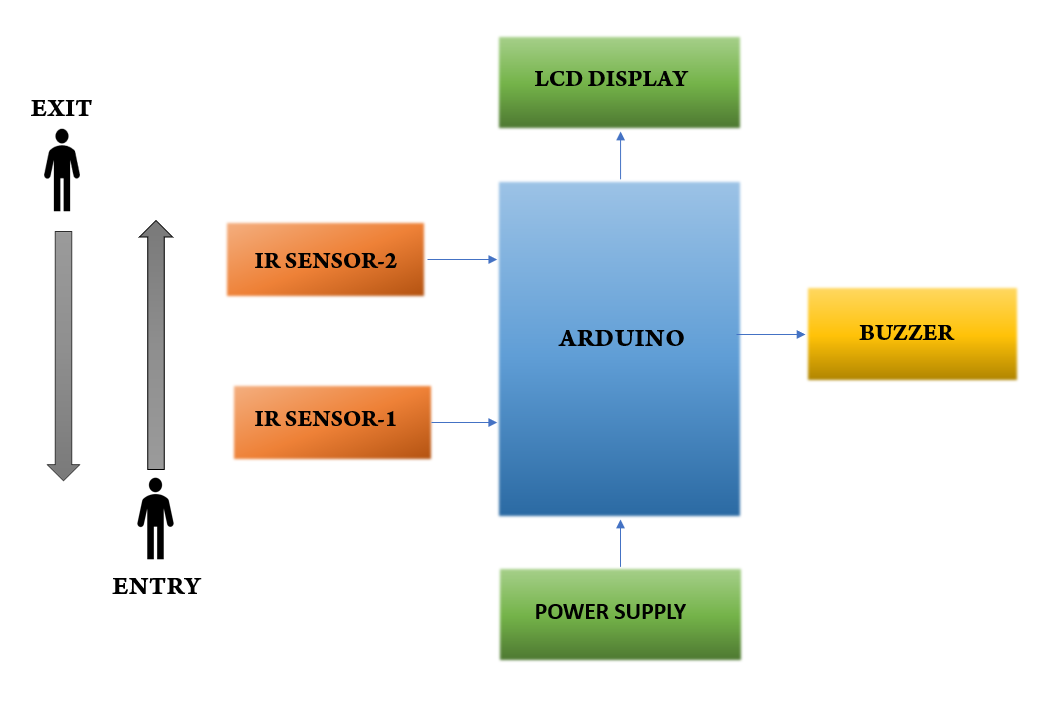 LCD DISPLAY
EXIT
IR SENSOR-2
ARDUINO
BUZZER
IR SENSOR-1
ENTRY
POWER SUPPLY